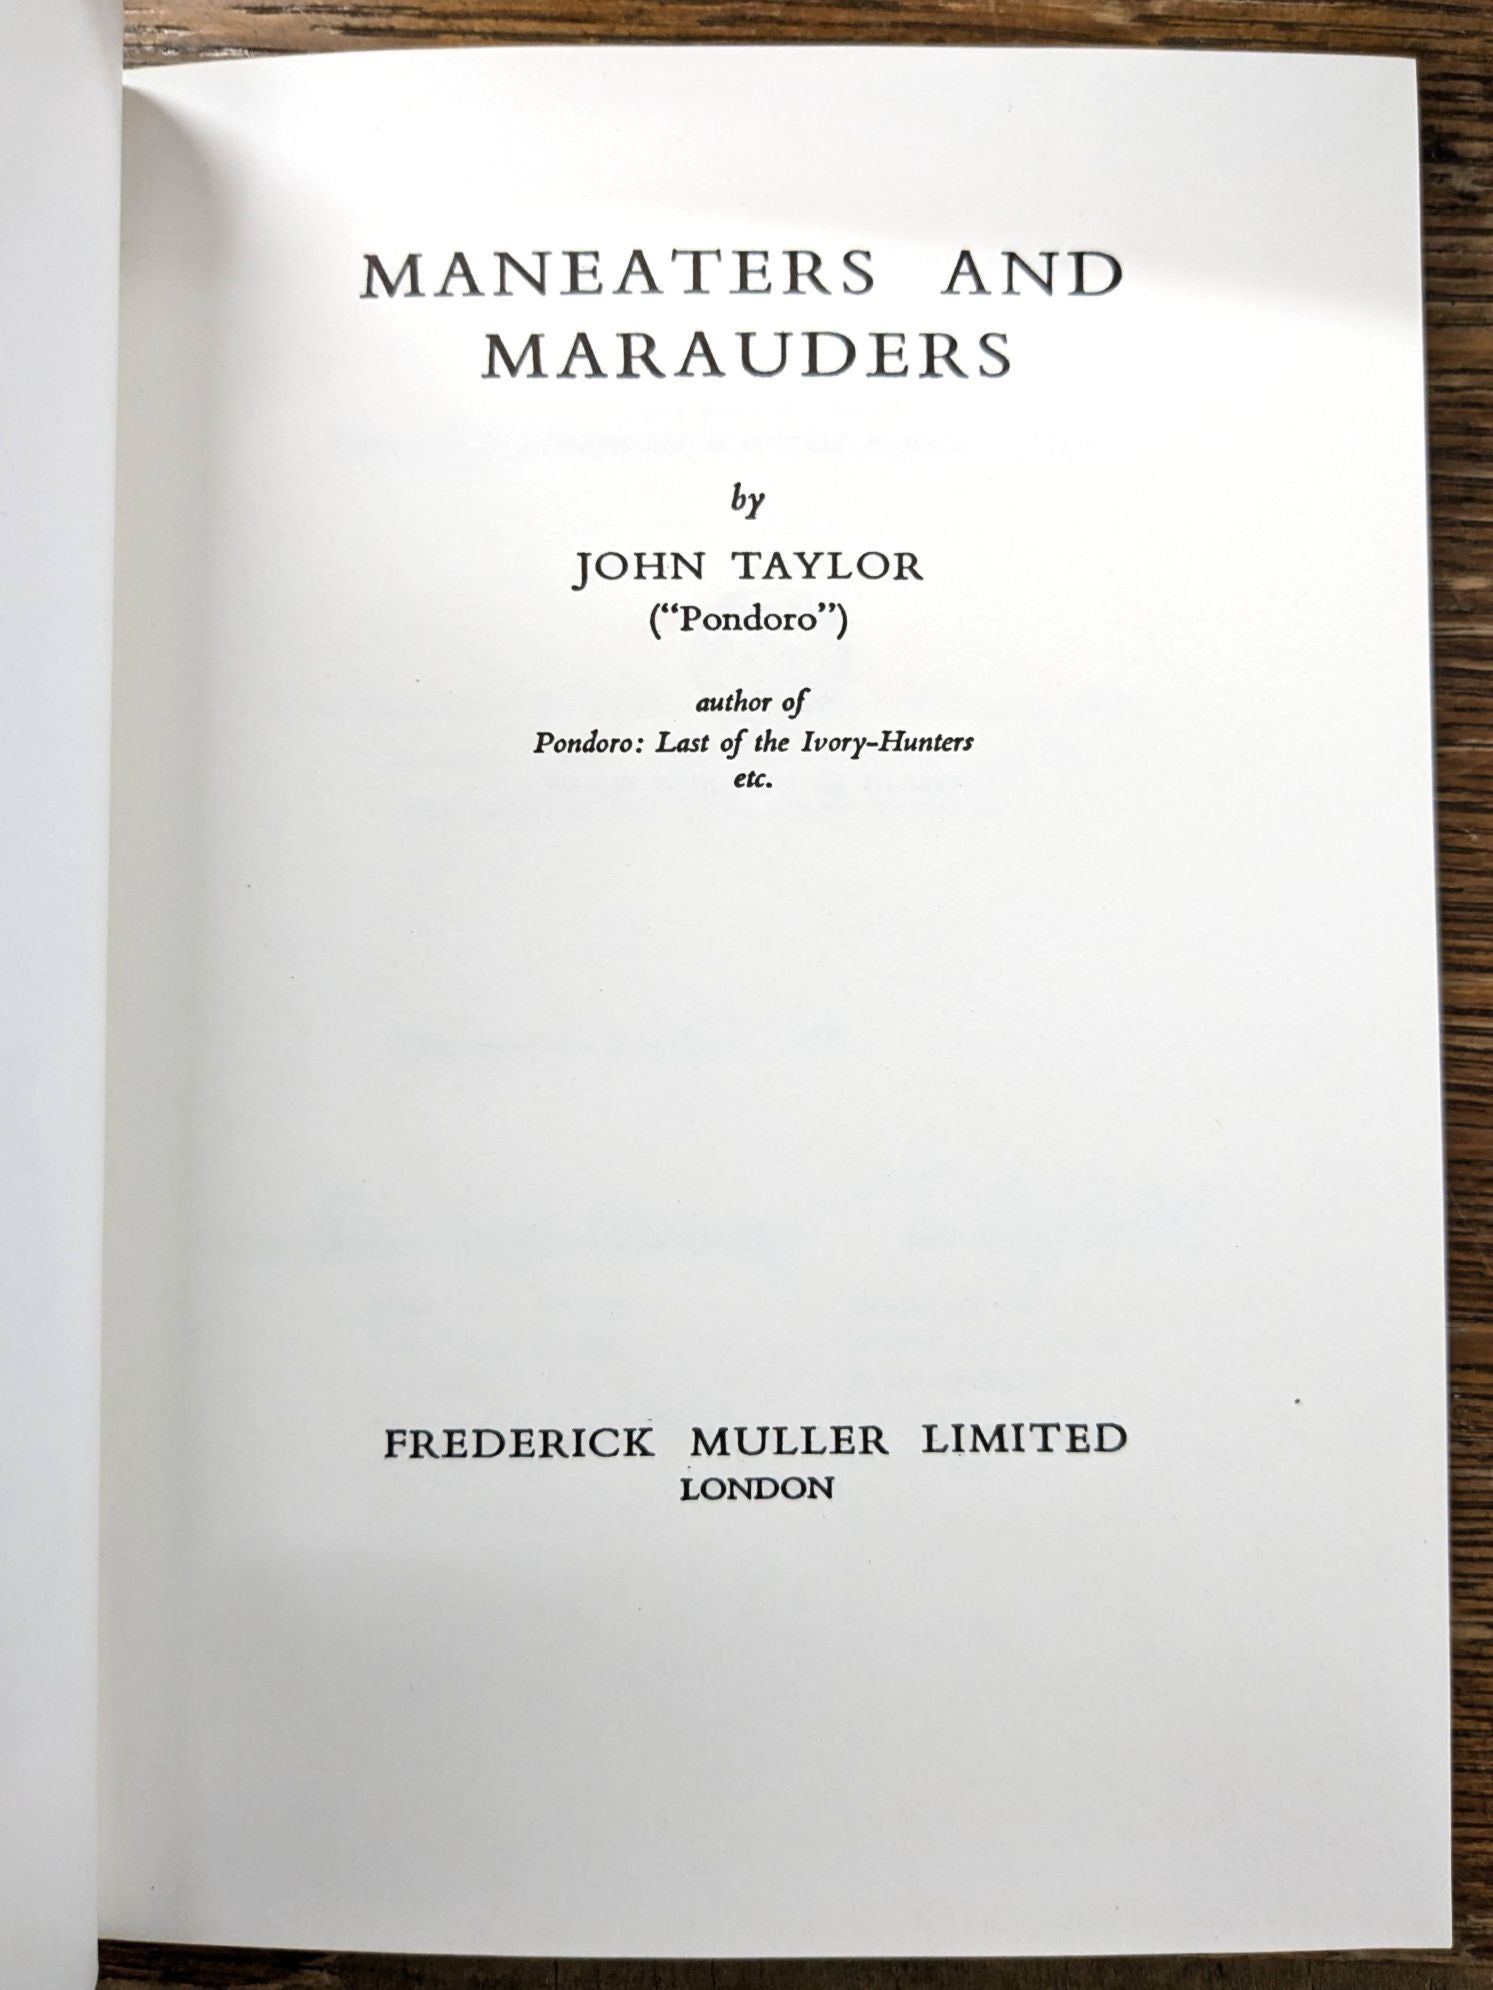 MANEATERS AND
MARAUDERS
by
JOHN TAYLOR
("Pondoro")
author of
Pondoro: Last of the Ivory-Hunters
etc.
FREDERICK MULLER LIMITED
LONDON